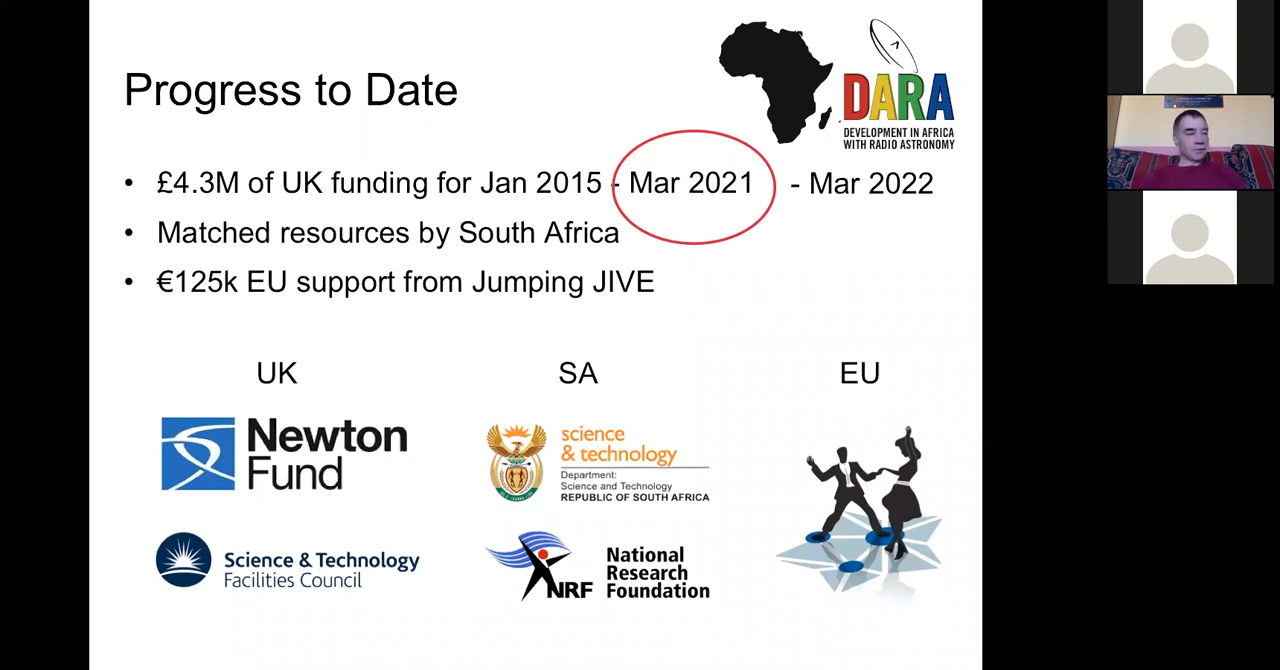 Progress to Date
DARA
DEVELOPMENT IN AFRICA
WITH RADIO ASTRONOMY
• £4.3M of UK funding for Jan 2015 - Mar 2021 - Mar 2022
• Matched resources by South Africa
• €125k EU support from Jumping JIVE
UK
SA
EU
Newton
Fund
science
& technology
Department:
Science and Technology
REPUBLIC OF SOUTH AFRICA
Science & Technology
Facilities Council
NRF
National
Research
Foundation